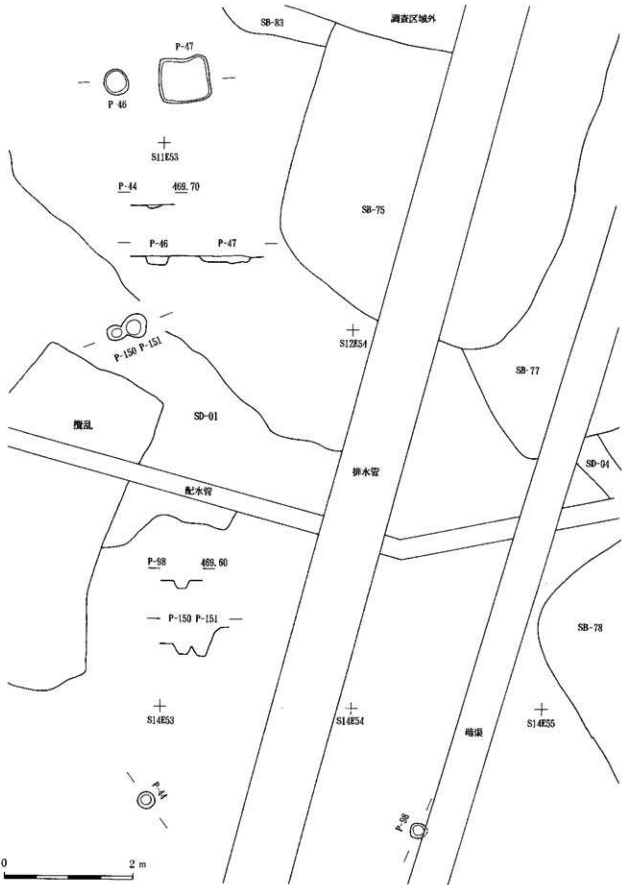 SB-83
調査区域外
P-47
P 46
S11E53
P-44 469.70
SB-75
P-46 P-47
S12E54
P-150 P-151
SB-77
SD-01
攪乱
排水管
SD-04
配水管
P-98 469.60
P-150 P-151
SB-78
S14E53
S14E54
S14E55
暗渠
P-44
P-98
0 2 m